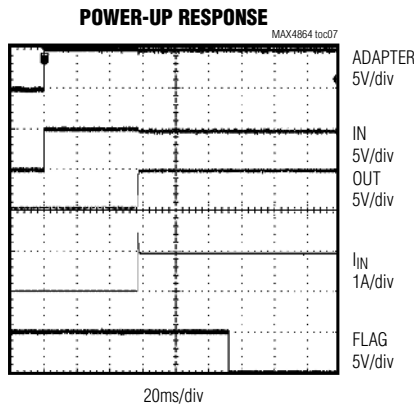 POWER-UP RESPONSE
MAX4864 toc07
ADAPTER
5V/div
IN
5V/div
OUT
5V/div
IIN
1A/div
FLAG
5V/div
20ms/div